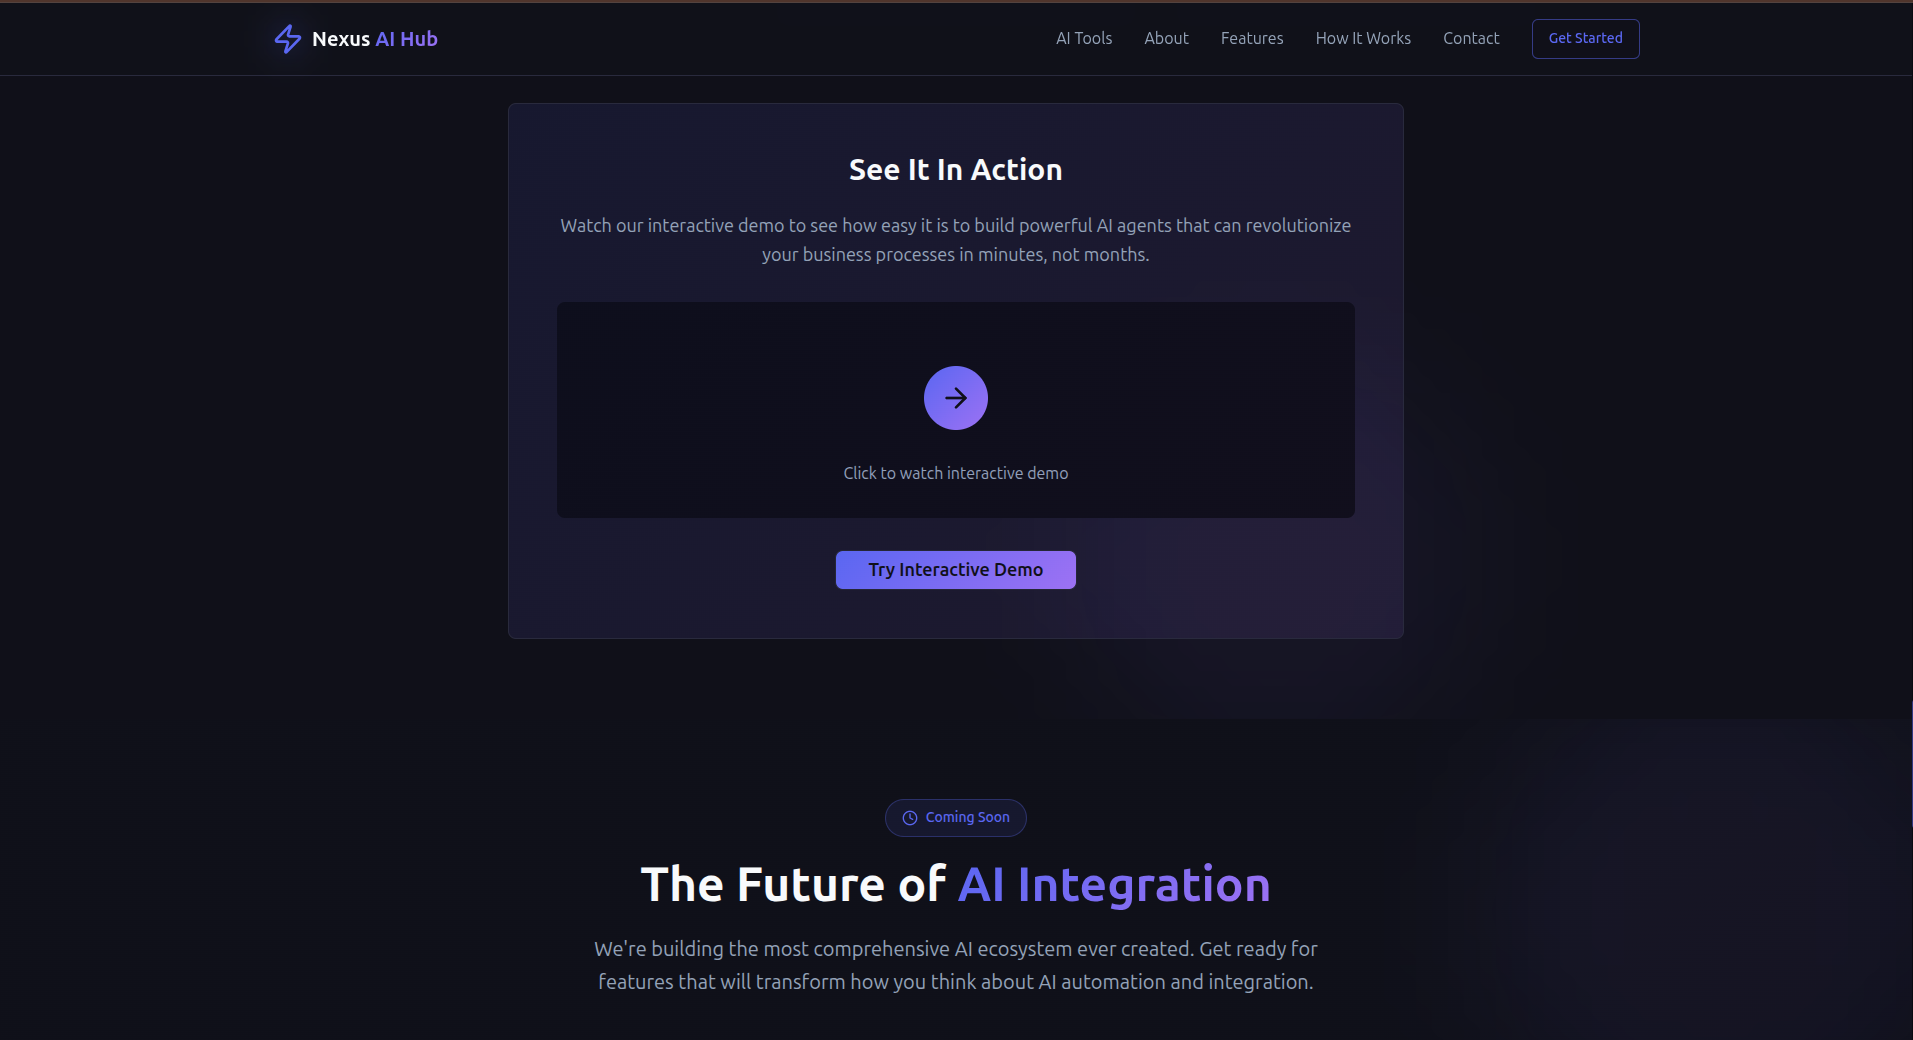 Nexus AI Hub
AI Tools
About
Features
How It Works
Contact
Get Started
See It In Action
Watch our interactive demo to see how easy it is to build powerful AI agents that can revolutionize
your business processes in minutes, not months.
Click to watch interactive demo
Try Interactive Demo
Coming Soon
The Future of AI Integration
We're building the most comprehensive AI ecosystem ever created. Get ready for
features that will transform how you think about AI automation and integration.